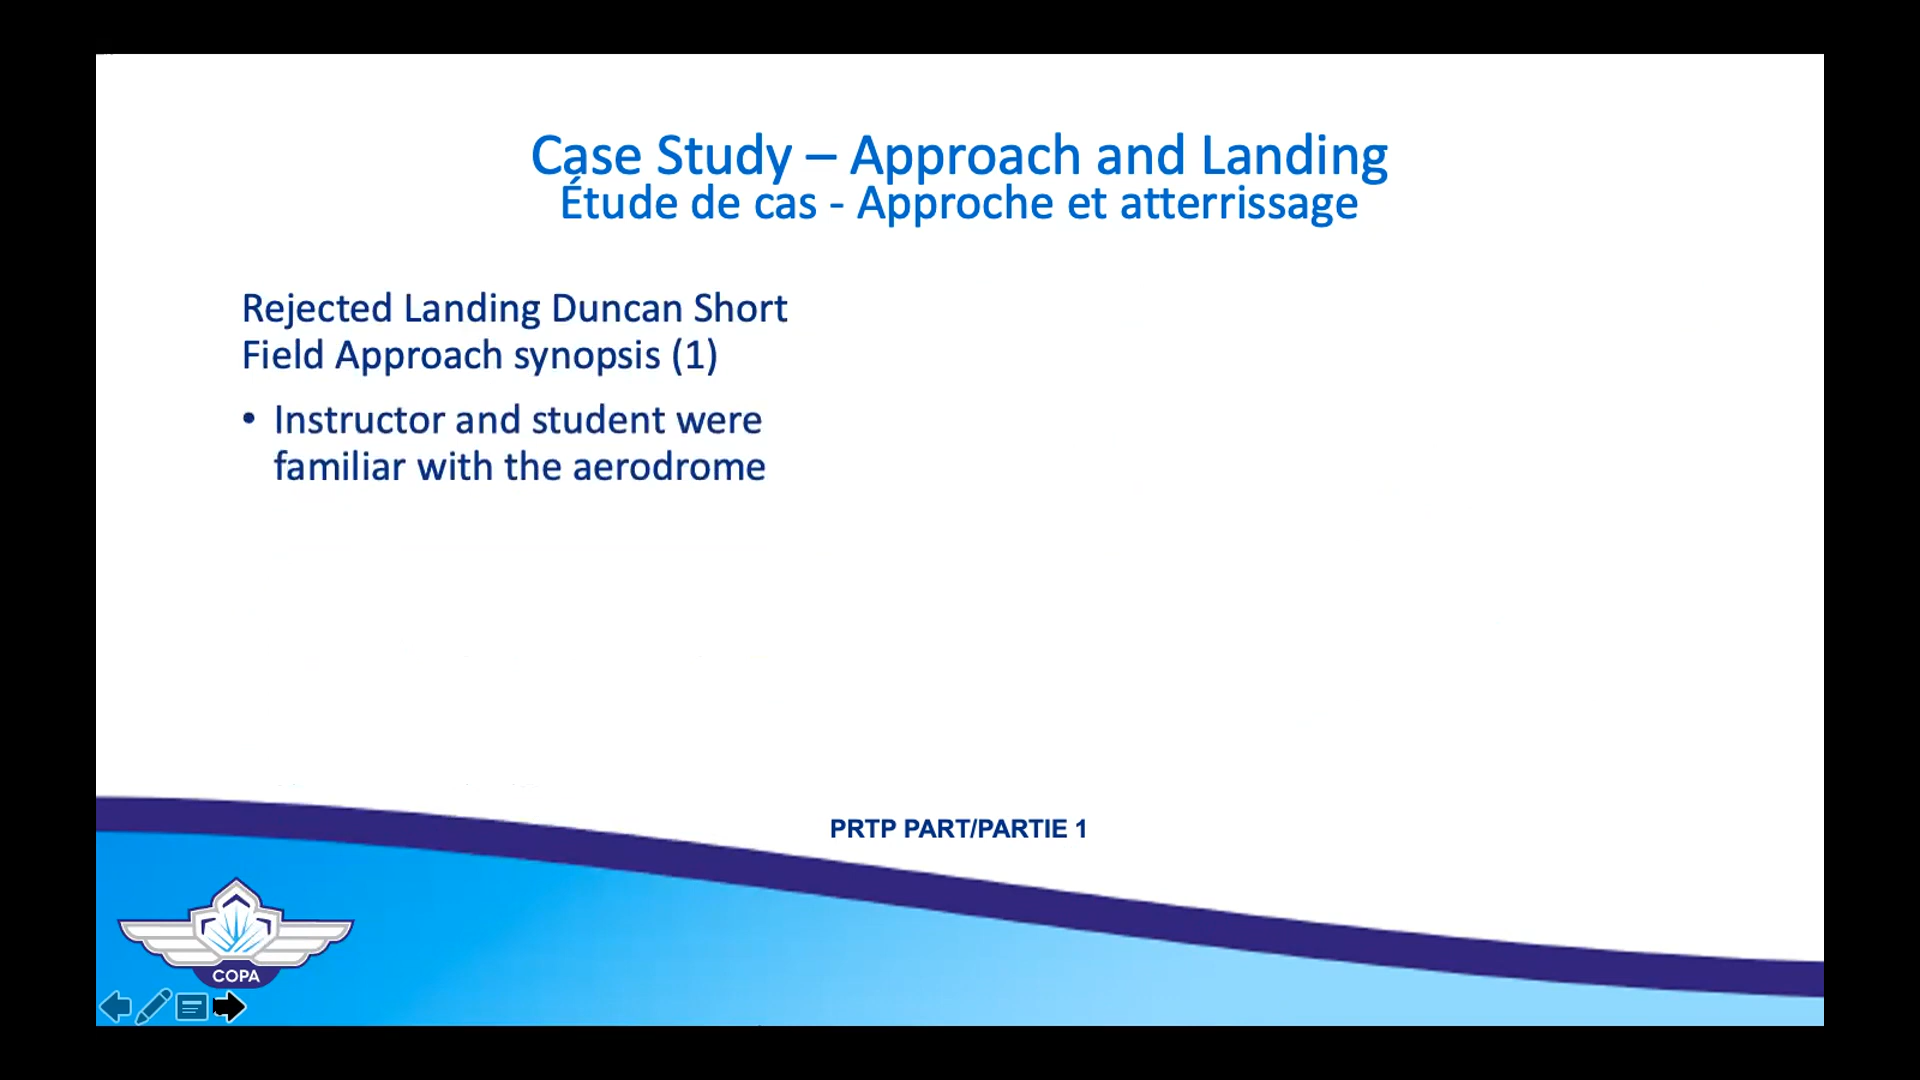 Case Study – Approach and Landing
Étude de cas - Approche et atterrissage
Rejected Landing Duncan Short
Field Approach synopsis (1)
• Instructor and student were
familiar with the aerodrome
PRTP PART/PARTIE 1
COPA